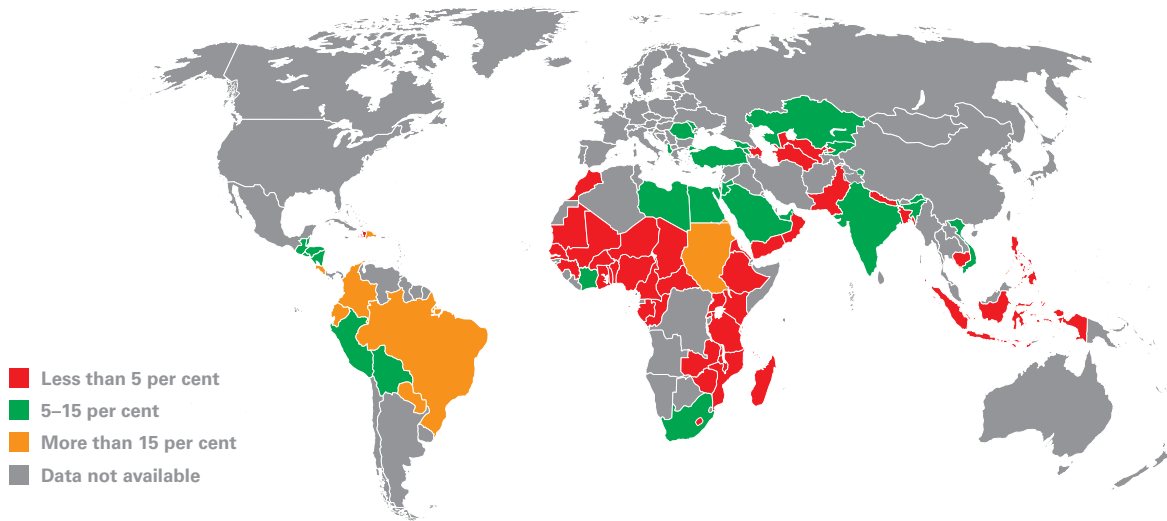 Less than 5 per cent
5–15 per cent
More than 15 per cent
Data not available